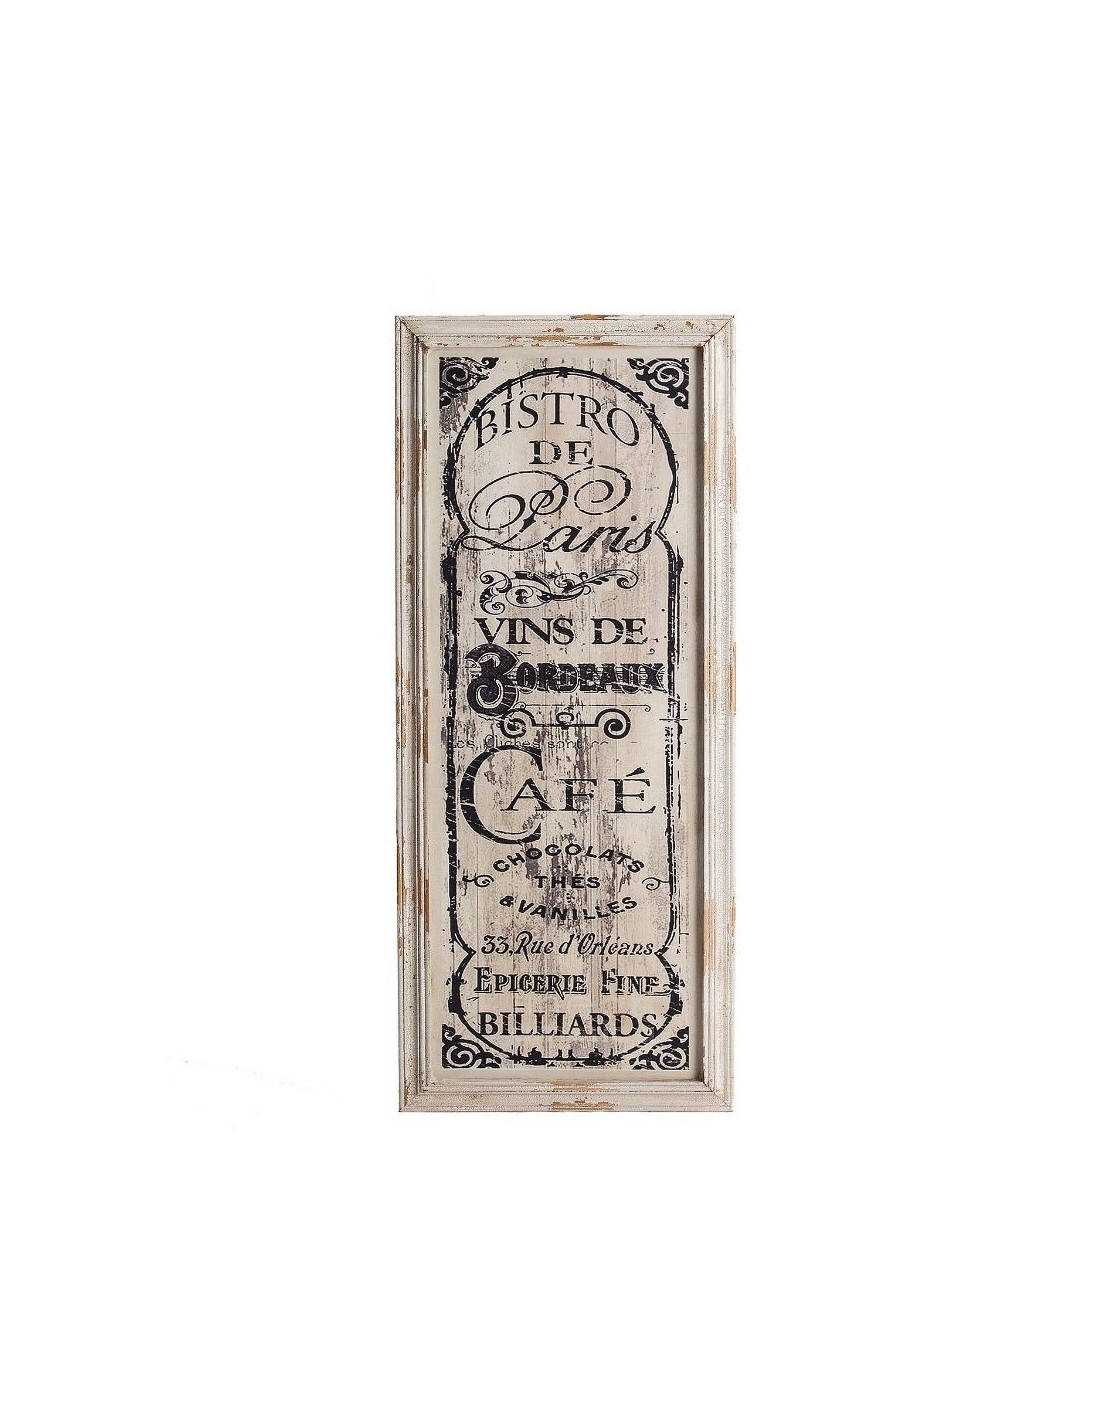 BISTRO
DE
Paris
VINS DE
BORDEAUX
CAFÉ
CHOCOLATS
THÉS
& VANILLES
33, Rue d'Orléans
EPICERIE FINE
BILLIARDS